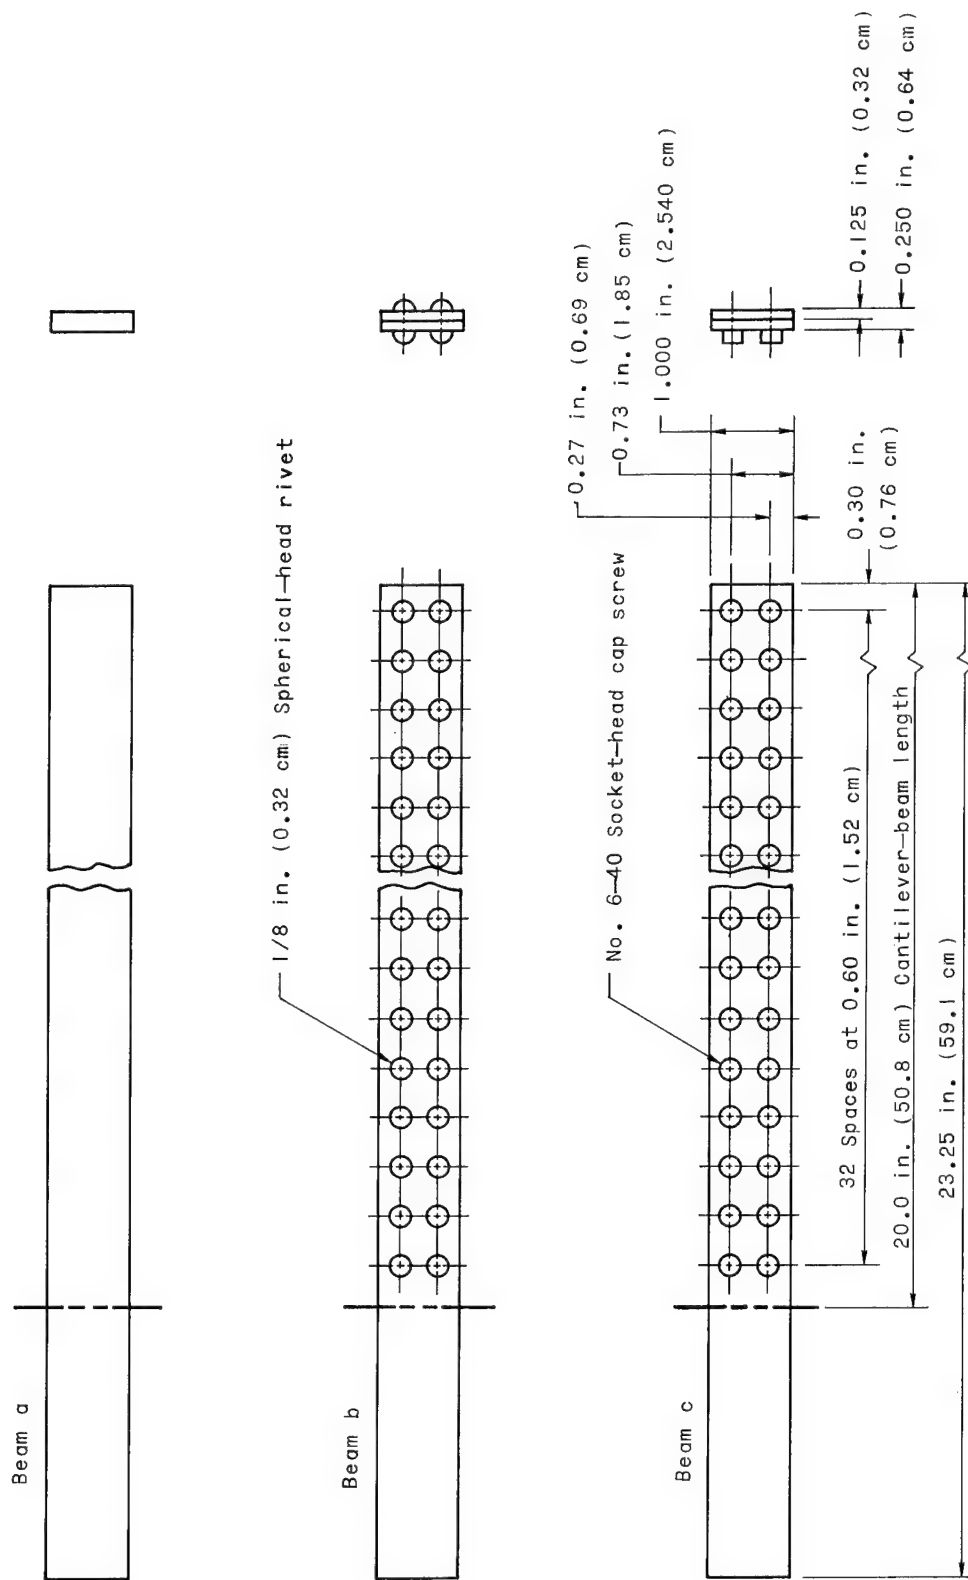 Beam a
Beam b
1/8 in. (0.32 cm) Spherical-head rivet
Beam c
No. 6-40 Socket-head cap screw
0.27 in. (0.69 cm)
0.73 in. (1.85 cm)
1.000 in. (2.540 cm)
0.30 in.
(0.76 cm)
0.125 in. (0.32 cm)
0.250 in. (0.64 cm)
32 Spaces at 0.60 in. (1.52 cm)
20.0 in. (50.8 cm) Cantilever-beam length
23.25 in. (59.1 cm)